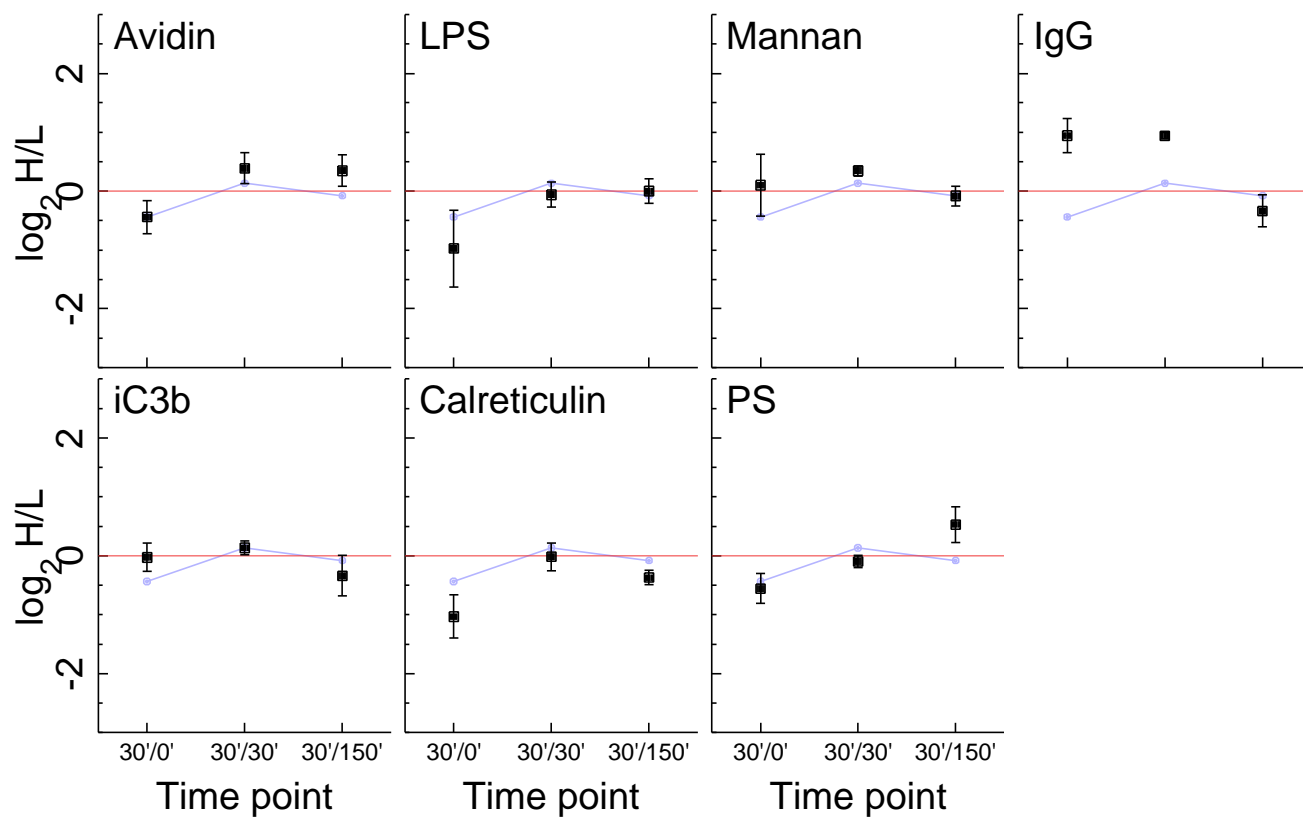 Avidin LPS Mannan IgG
log2 H/L
2
0
-2
iC3b Calreticulin PS
log2 H/L
2
0
-2
30'/0' 30'/30' 30'/150' 30'/0' 30'/30' 30'/150' 30'/0' 30'/30' 30'/150'
Time point Time point Time point